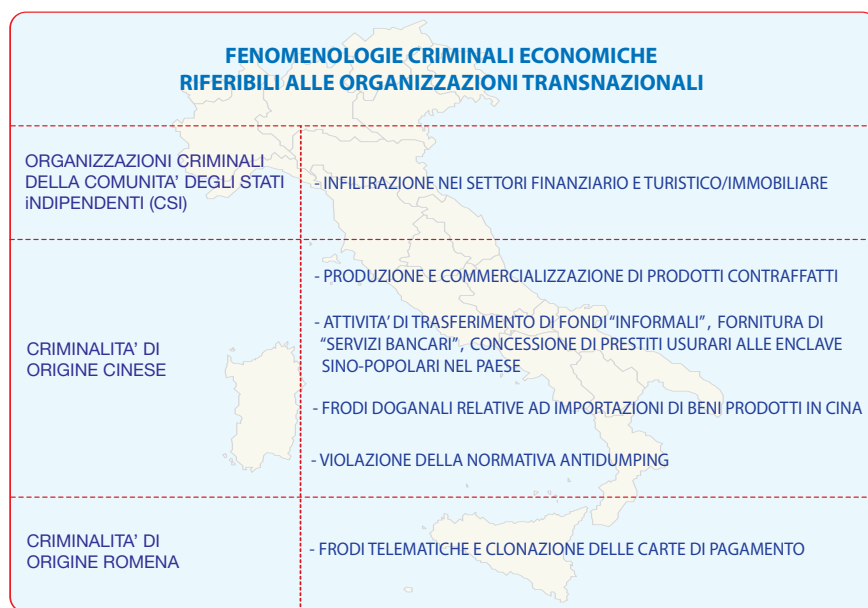 FENOMENOLOGIE CRIMINALI ECONOMICHE
RIFERIBILI ALLE ORGANIZZAZIONI TRANSNAZIONALI
ORGANIZZAZIONI CRIMINALI
DELLA COMUNITA’ DEGLI STATI
iNDIPENDENTI (CSI)
- INFILTRAZIONE NEI SETTORI FINANZIARIO E TURISTICO/IMMOBILIARE
CRIMINALITA’ DI
ORIGINE CINESE
- PRODUZIONE E COMMERCIALIZZAZIONE DI PRODOTTI CONTRAFFATTI
- ATTIVITA’ DI TRASFERIMENTO DI FONDI “INFORMALI” , FORNITURA DI
“SERVIZI BANCARI” , CONCESSIONE DI PRESTITI USURARI ALLE ENCLAVE
SINO-POPOLARI NEL PAESE
- FRODI DOGANALI RELATIVE AD IMPORTAZIONI DI BENI PRODOTTI IN CINA
- VIOLAZIONE DELLA NORMATIVA ANTIDUMPING
CRIMINALITA’ DI
ORIGINE ROMENA
- FRODI TELEMATICHE E CLONAZIONE DELLE CARTE DI PAGAMENTO